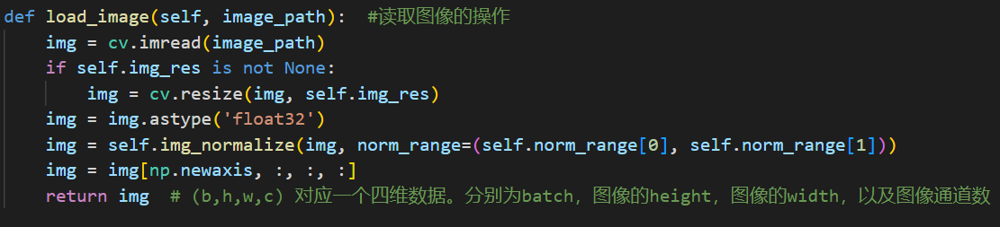 def load_image(self, image_path):  #读取图像的操作
    img = cv.imread(image_path)
    if self.img_res is not None:
        img = cv.resize(img, self.img_res)
    img = img.astype('float32')
    img = self.img_normalize(img, norm_range=(self.norm_range[0], self.norm_range[1]))
    img = img[np.newaxis, :, :, :]
    return img  # (b,h,w,c) 对应一个四维数据。分别为batch，图像的height，图像的width，以及图像通道数